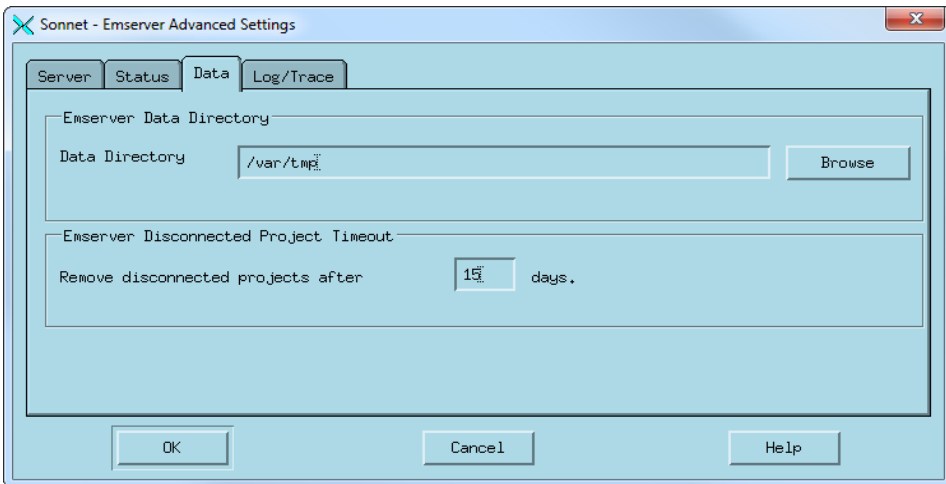 Sonnet - Emserver Advanced Settings
Server Status Data Log/Trace
Emserver Data Directory
Data Directory /var/tmp Browse
Emserver Disconnected Project Timeout
Remove disconnected projects after 15 days.
OK Cancel Help